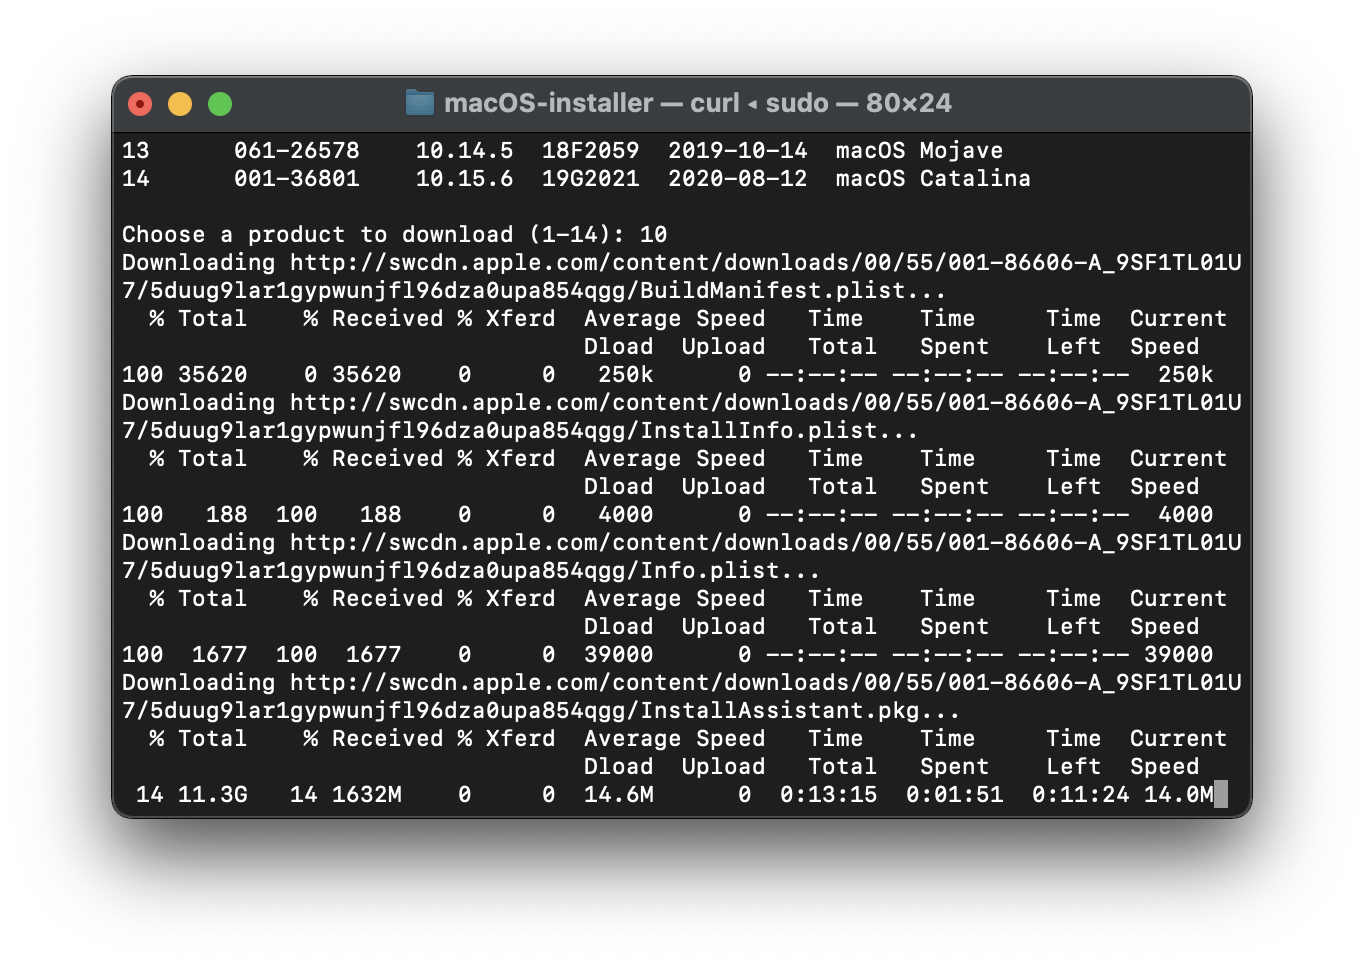 macOS-installer — curl ◂ sudo — 80×24
13      061-26578    10.14.5  18F2059  2019-10-14  macOS Mojave
14      001-36801    10.15.6  19G2021  2020-08-12  macOS Catalina
Choose a product to download (1-14): 10
Downloading http://swcdn.apple.com/content/downloads/00/55/001-86606-A_9SF1TL01U
7/5duug9lar1gypwunjfl96dza0upa854qgg/BuildManifest.plist...
  % Total    % Received % Xferd  Average Speed   Time    Time     Time  Current
                                 Dload  Upload   Total   Spent    Left  Speed
100 35620    0 35620    0     0   250k      0 --:--:-- --:--:-- --:--:--  250k
Downloading http://swcdn.apple.com/content/downloads/00/55/001-86606-A_9SF1TL01U
7/5duug9lar1gypwunjfl96dza0upa854qgg/InstallInfo.plist...
  % Total    % Received % Xferd  Average Speed   Time    Time     Time  Current
                                 Dload  Upload   Total   Spent    Left  Speed
100   188  100   188    0     0   4000      0 --:--:-- --:--:-- --:--:--  4000
Downloading http://swcdn.apple.com/content/downloads/00/55/001-86606-A_9SF1TL01U
7/5duug9lar1gypwunjfl96dza0upa854qgg/Info.plist...
  % Total    % Received % Xferd  Average Speed   Time    Time     Time  Current
                                 Dload  Upload   Total   Spent    Left  Speed
100  1677  100  1677    0     0  39000      0 --:--:-- --:--:-- --:--:-- 39000
Downloading http://swcdn.apple.com/content/downloads/00/55/001-86606-A_9SF1TL01U
7/5duug9lar1gypwunjfl96dza0upa854qgg/InstallAssistant.pkg...
  % Total    % Received % Xferd  Average Speed   Time    Time     Time  Current
                                 Dload  Upload   Total   Spent    Left  Speed
 14 11.3G   14 1632M    0     0  14.6M      0  0:13:15  0:01:51  0:11:24 14.0M